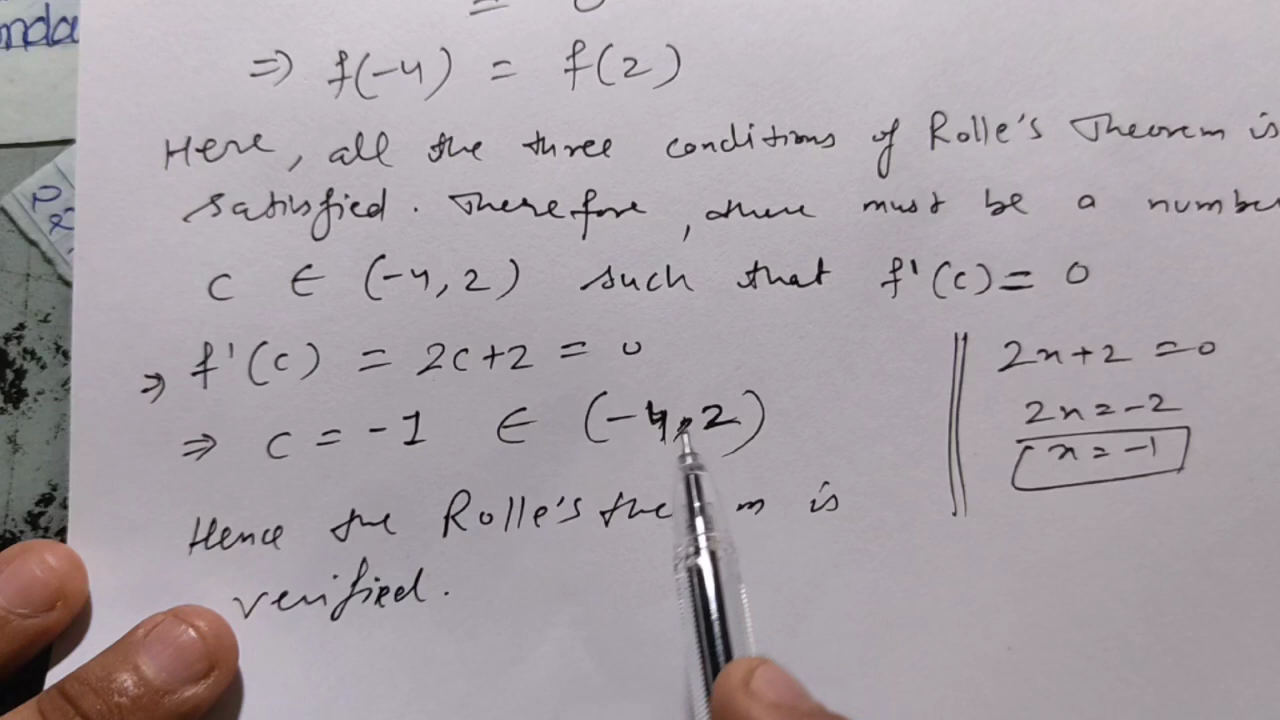 nda
= 0
⇒ f(-4) = f(2)
Here, all the three conditions of Rolle's Theorem is
satisfied. Therefore, there must be a number
c ∈ (-4, 2) such that f'(c) = 0
⇒ f'(c) = 2c+2 = 0
⇒ c = -1 ∈ (-4, 2)
2x+2 = 0
2x = -2
x = -1
Hence the Rolle's is
verified.